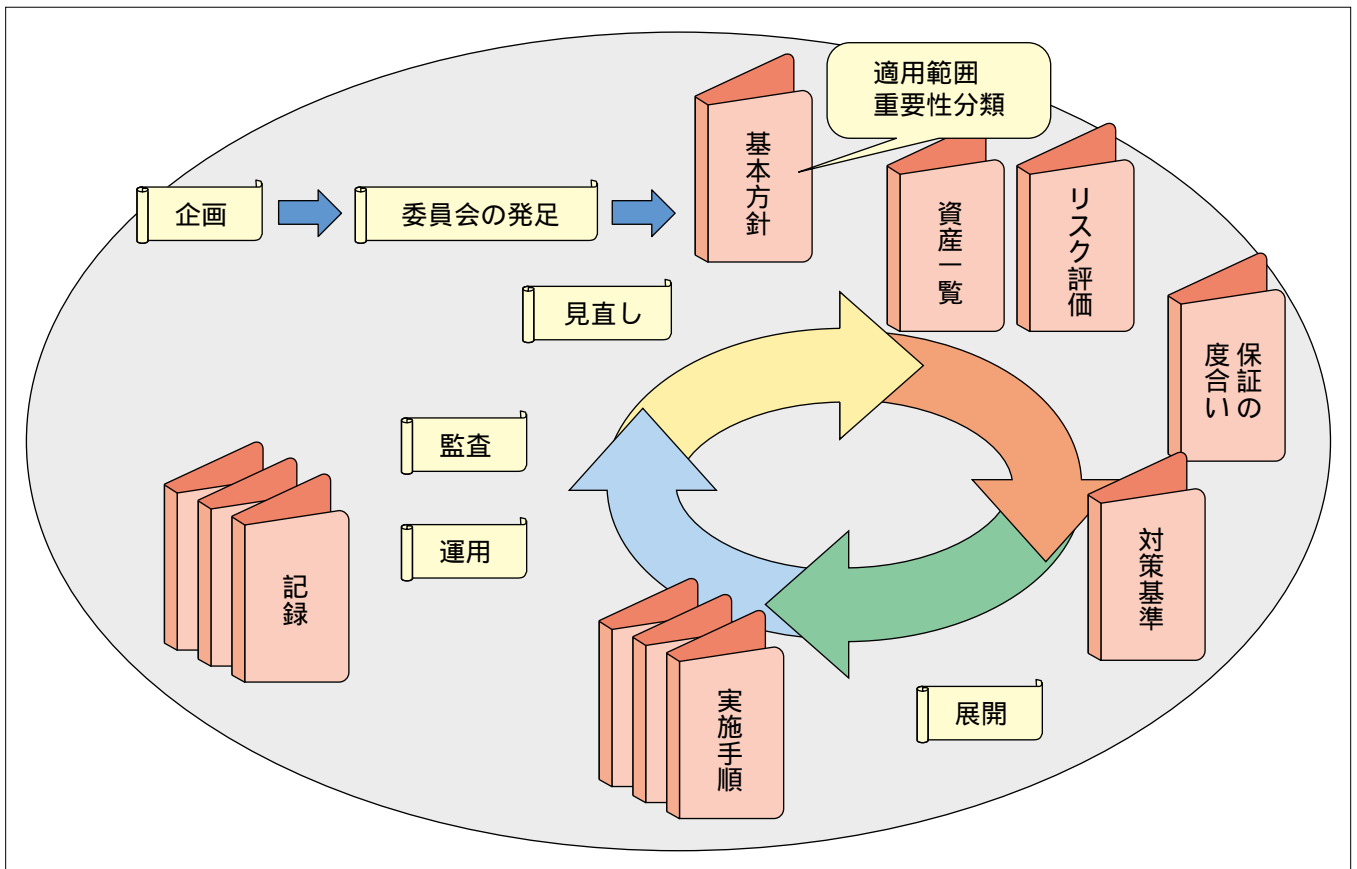 適用範囲
重要性分類
企画
委員会の発足
基本方針
資産一覧
リスク評価
保証の
度合い
見直し
監査
運用
記録
対策基準
実施手順
展開